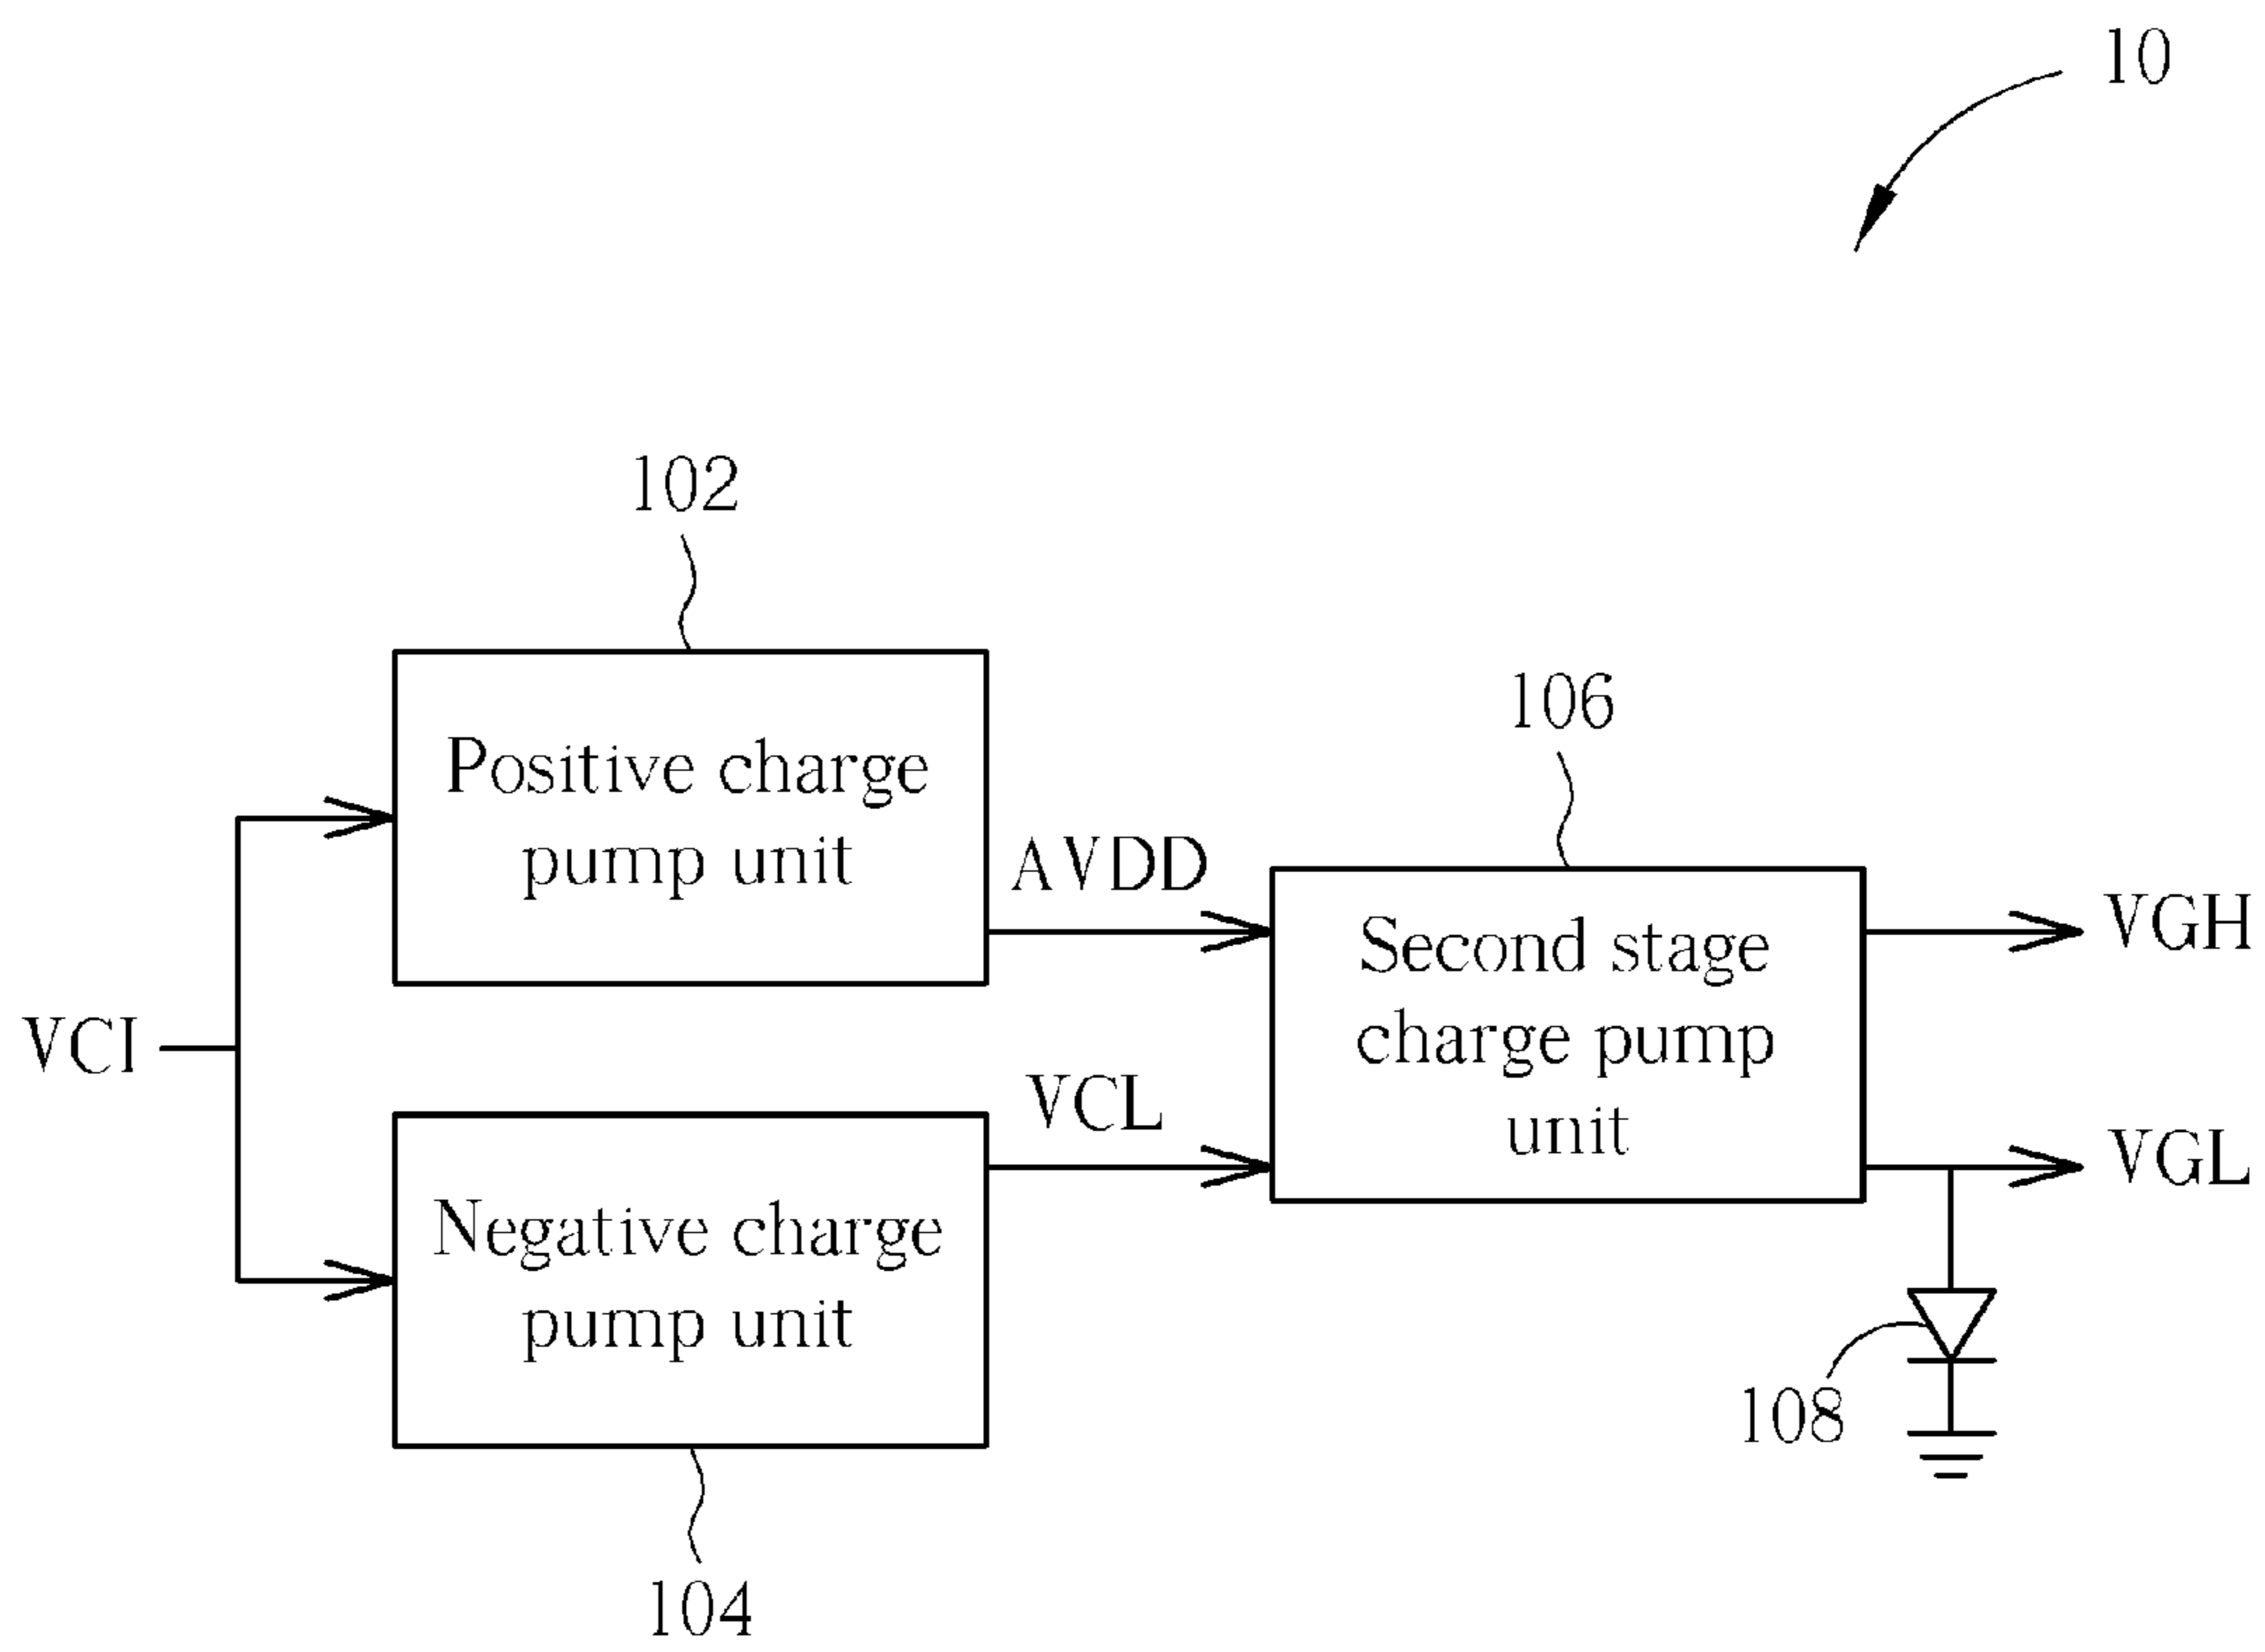 10
102
Positive charge
pump unit
106
AVDD
Second stage
charge pump
unit
VGH
VCI
VCL
VGL
Negative charge
pump unit
108
104